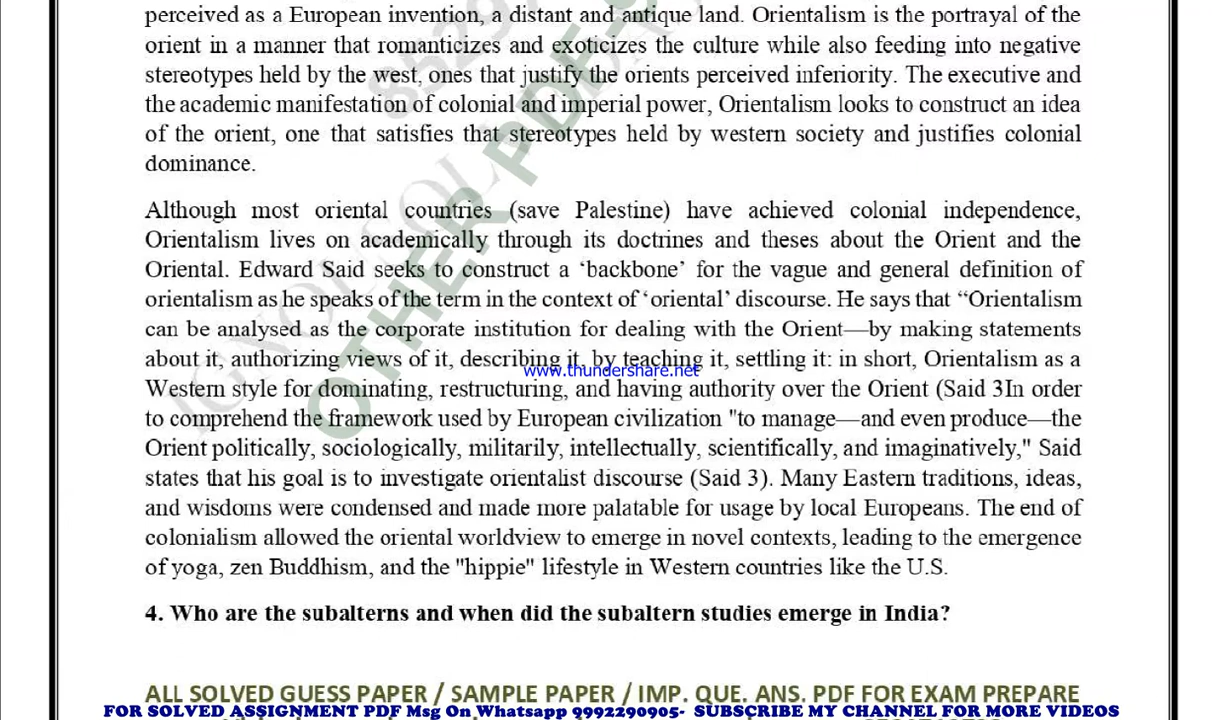 perceived as a European invention, a distant and antique land. Orientalism is the portrayal of the
orient in a manner that romanticizes and exoticizes the culture while also feeding into negative
stereotypes held by the west, ones that justify the orients perceived inferiority. The executive and
the academic manifestation of colonial and imperial power, Orientalism looks to construct an idea
of the orient, one that satisfies that stereotypes held by western society and justifies colonial
dominance.
Although most oriental countries (save Palestine) have achieved colonial independence,
Orientalism lives on academically through its doctrines and theses about the Orient and the
Oriental. Edward Said seeks to construct a ‘backbone’ for the vague and general definition of
orientalism as he speaks of the term in the context of ‘oriental’ discourse. He says that “Orientalism
can be analysed as the corporate institution for dealing with the Orient—by making statements
about it, authorizing views of it, describing it, by teaching it, settling it: in short, Orientalism as a
www.thundershare.net
Western style for dominating, restructuring, and having authority over the Orient (Said 3In order
to comprehend the framework used by European civilization "to manage—and even produce—the
Orient politically, sociologically, militarily, intellectually, scientifically, and imaginatively," Said
states that his goal is to investigate orientalist discourse (Said 3). Many Eastern traditions, ideas,
and wisdoms were condensed and made more palatable for usage by local Europeans. The end of
colonialism allowed the oriental worldview to emerge in novel contexts, leading to the emergence
of yoga, zen Buddhism, and the "hippie" lifestyle in Western countries like the U.S.
4. Who are the subalterns and when did the subaltern studies emerge in India?
ALL SOLVED GUESS PAPER / SAMPLE PAPER / IMP. QUE. ANS. PDF FOR EXAM PREPARE
FOR SOLVED ASSIGNMENT PDF Msg On Whatsapp 9992290905- SUBSCRIBE MY CHANNEL FOR MORE VIDEOS
OTHER PDF